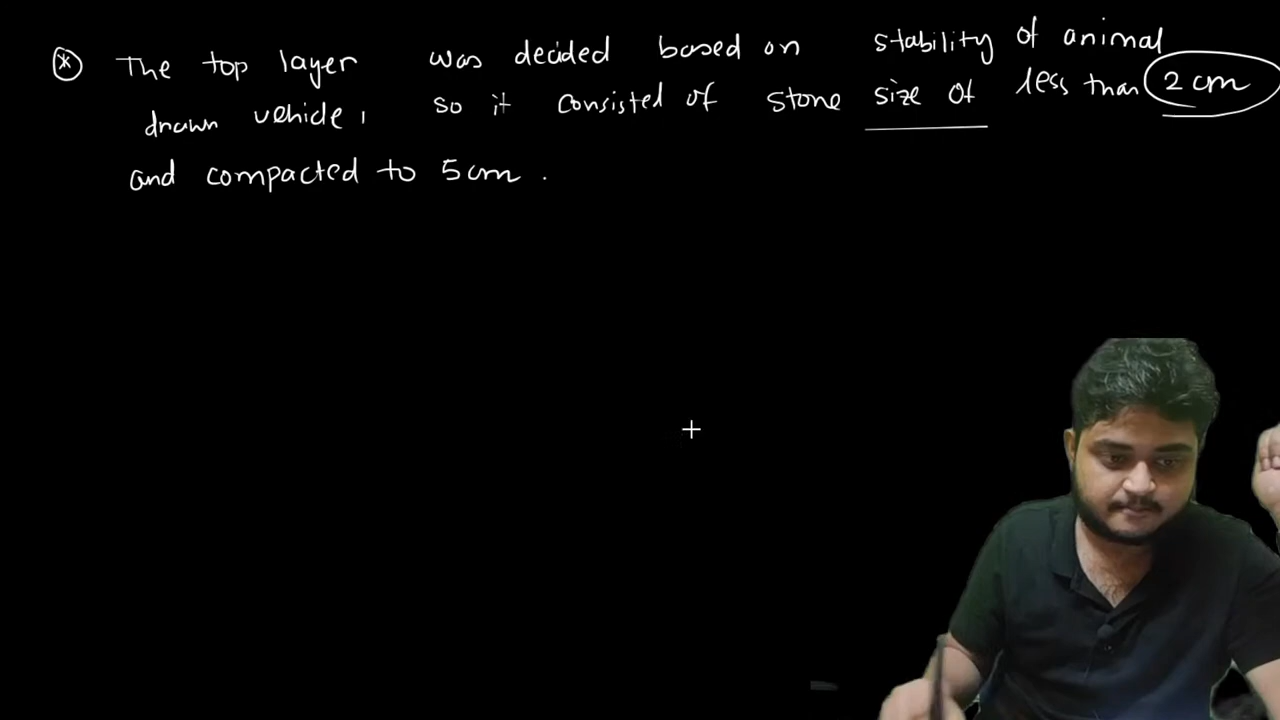 * The top layer was decided based on stability of animal
drawn vehicle, so it consisted of stone size of less than 2 cm
and compacted to 5 cm .